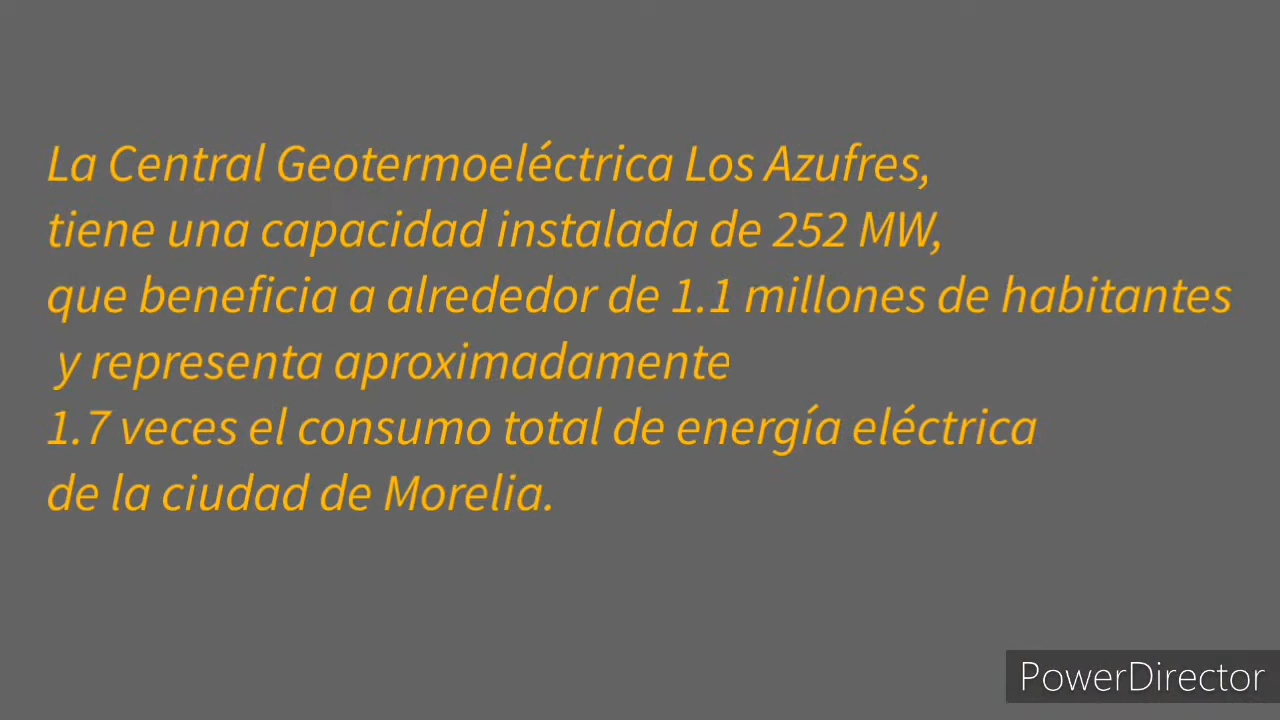 La Central Geotermoeléctrica Los Azufres,
tiene una capacidad instalada de 252 MW,
que beneficia a alrededor de 1.1 millones de habitantes
y representa aproximadamente
1.7 veces el consumo total de energía eléctrica
de la ciudad de Morelia.
PowerDirector